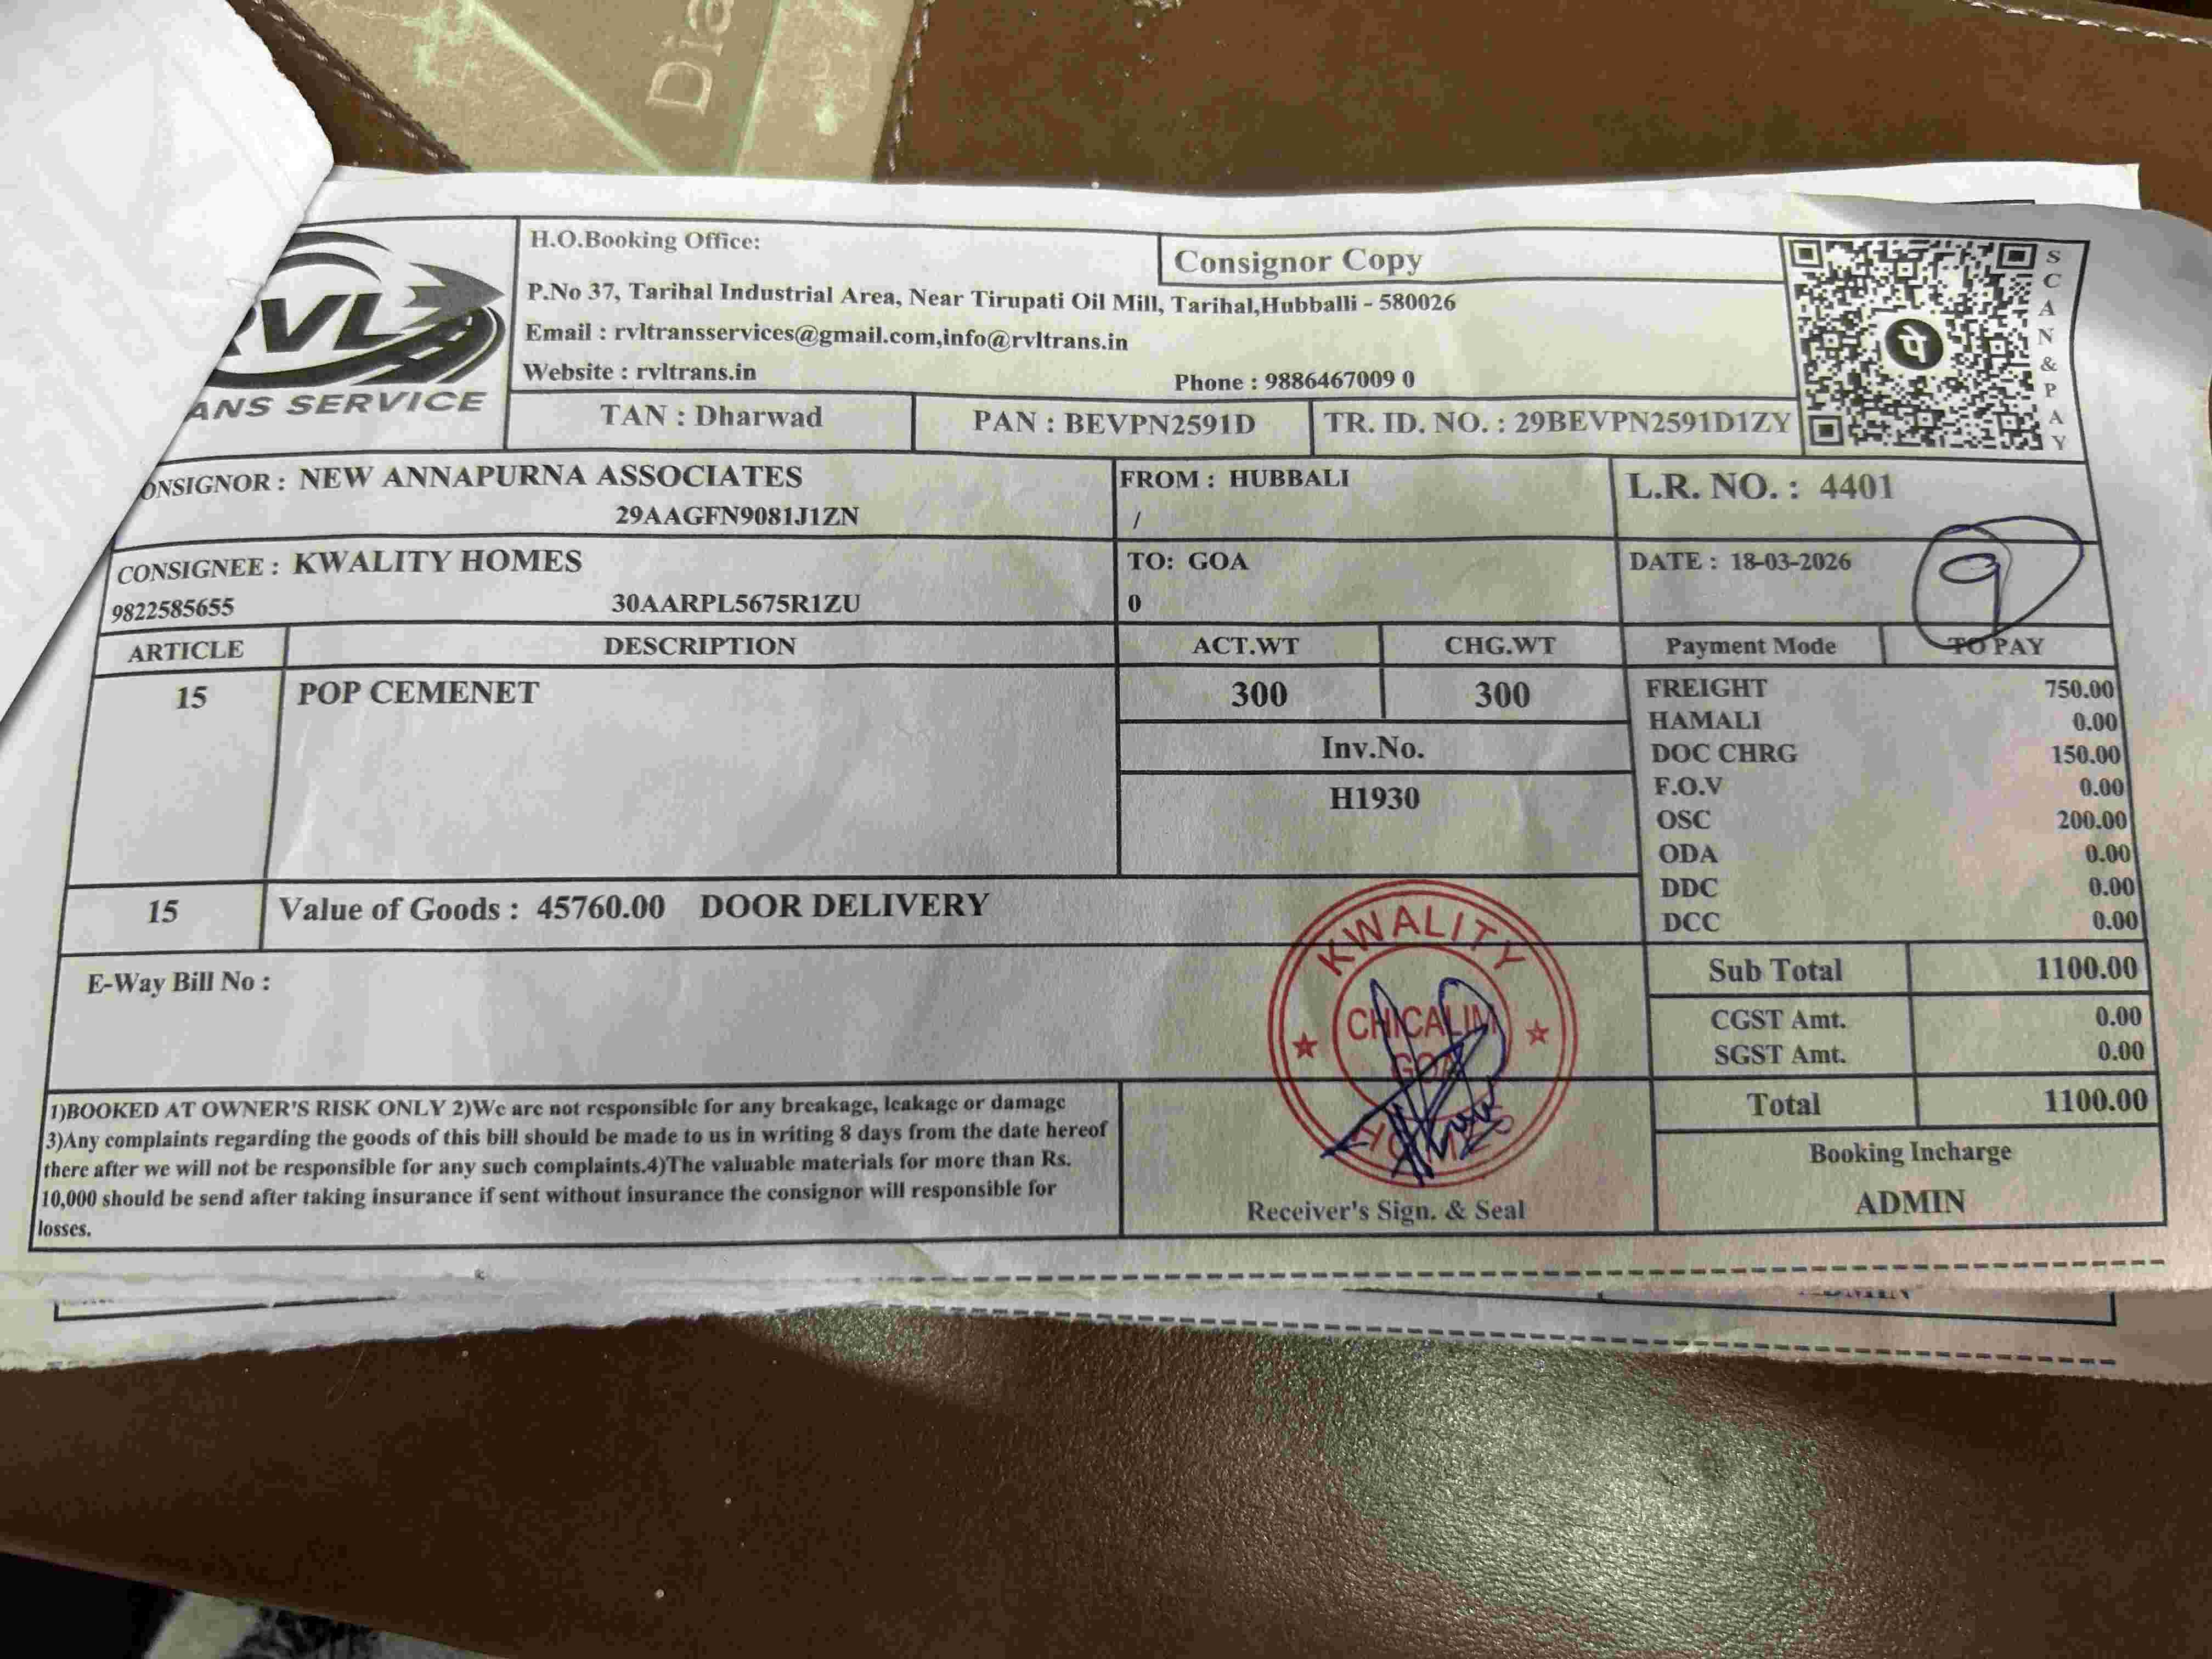 Dia
H.O.Booking Office:
Consignor Copy
P.No 37, Tarihal Industrial Area, Near Tirupati Oil Mill, Tarihal,Hubballi - 580026
Email : rvltransservices@gmail.com,info@rvltrans.in
Website : rvltrans.in
Phone : 9886467009 0
SCAN & PAY
पे
RVL
ANS SERVICE
TAN : Dharwad
PAN : BEVPN2591D
TR. ID. NO. : 29BEVPN2591D1ZY
ONSIGNOR : NEW ANNAPURNA ASSOCIATES
29AAGFN9081J1ZN
FROM : HUBBALI
/
L.R. NO. : 4401
CONSIGNEE : KWALITY HOMES
9822585655 30AARPL5675R1ZU
TO: GOA
0
DATE : 18-03-2026
9
ARTICLE DESCRIPTION ACT.WT CHG.WT Payment Mode TO PAY
15 POP CEMENET 300 300
Inv.No.
H1930
FREIGHT 750.00
HAMALI 0.00
DOC CHRG 150.00
F.O.V 0.00
OSC 200.00
ODA 0.00
DDC 0.00
DCC 0.00
15 Value of Goods : 45760.00 DOOR DELIVERY
E-Way Bill No :
Sub Total 1100.00
CGST Amt. 0.00
SGST Amt. 0.00
Total 1100.00
KWALITY HOMES
CHICALIM
GOA
1)BOOKED AT OWNER'S RISK ONLY 2)We are not responsible for any breakage, leakage or damage
3)Any complaints regarding the goods of this bill should be made to us in writing 8 days from the date hereof
there after we will not be responsible for any such complaints.4)The valuable materials for more than Rs.
10,000 should be send after taking insurance if sent without insurance the consignor will responsible for
losses.
Receiver's Sign. & Seal
Booking Incharge
ADMIN